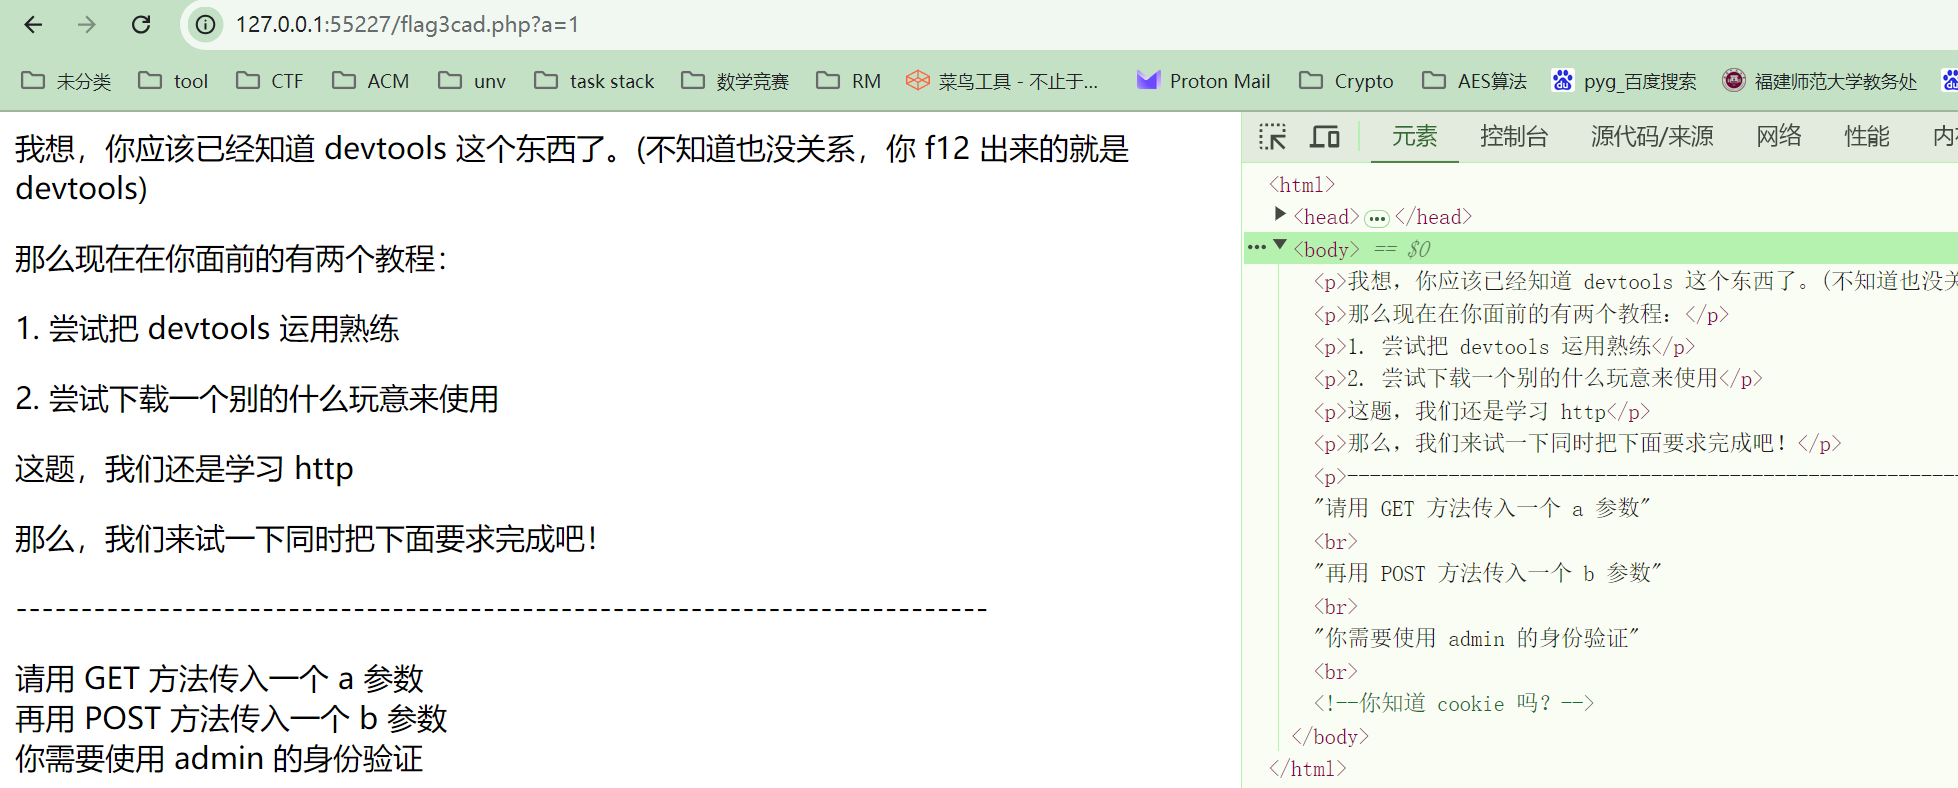 127.0.0.1:55227/flag3cad.php?a=1
未分类 tool CTF ACM unv task stack 数学竞赛 RM 菜鸟工具 - 不止于... Proton Mail Crypto AES算法 pyg_百度搜索 福建师范大学教务处
我想，你应该已经知道 devtools 这个东西了。(不知道也没关系，你 f12 出来的就是
devtools)
那么现在在你面前的有两个教程：
1. 尝试把 devtools 运用熟练
2. 尝试下载一个别的什么玩意来使用
这题，我们还是学习 http
那么，我们来试一下同时把下面要求完成吧！
---------------------------------------------------------------------------
请用 GET 方法传入一个 a 参数
再用 POST 方法传入一个 b 参数
你需要使用 admin 的身份验证
元素 控制台 源代码/来源 网络 性能
<html>
<head> ••• </head>
••• <body> == $0
<p>我想，你应该已经知道 devtools 这个东西了。(不知道也没关
<p>那么现在在你面前的有两个教程：</p>
<p>1. 尝试把 devtools 运用熟练</p>
<p>2. 尝试下载一个别的什么玩意来使用</p>
<p>这题，我们还是学习 http</p>
<p>那么，我们来试一下同时把下面要求完成吧！</p>
<p>-------------------------------------------------------
"请用 GET 方法传入一个 a 参数"
<br>
"再用 POST 方法传入一个 b 参数"
<br>
"你需要使用 admin 的身份验证"
<br>
<!--你知道 cookie 吗？-->
</body>
</html>